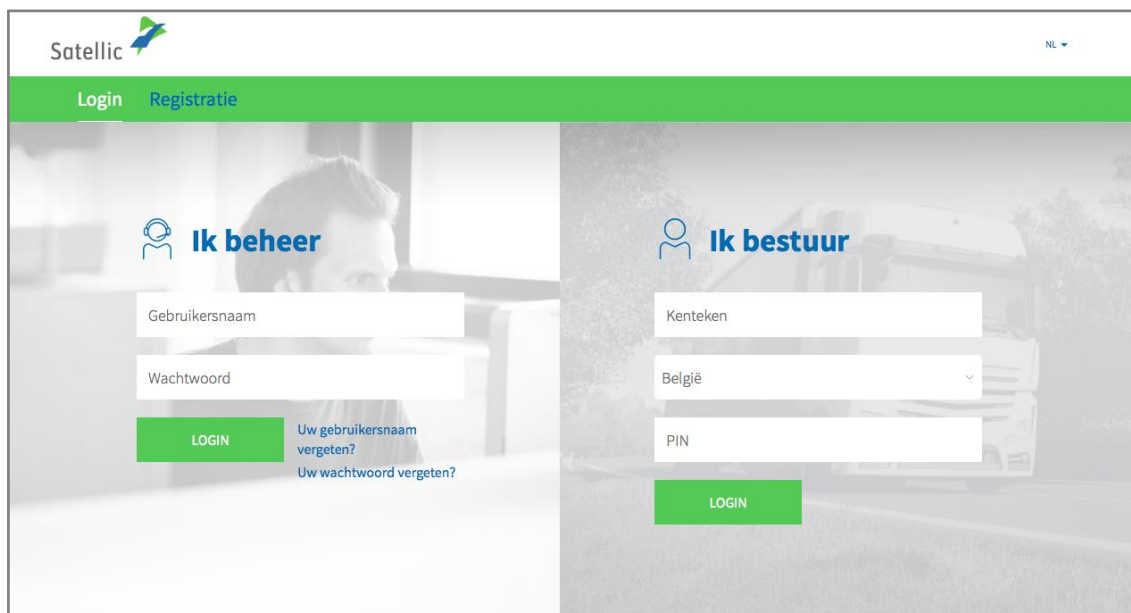 Satellic
NL
Login Registratie
Ik beheer
Gebruikersnaam
Wachtwoord
LOGIN
Uw gebruikersnaam
vergeten?
Uw wachtwoord vergeten?
Ik bestuur
Kenteken
België
PIN
LOGIN